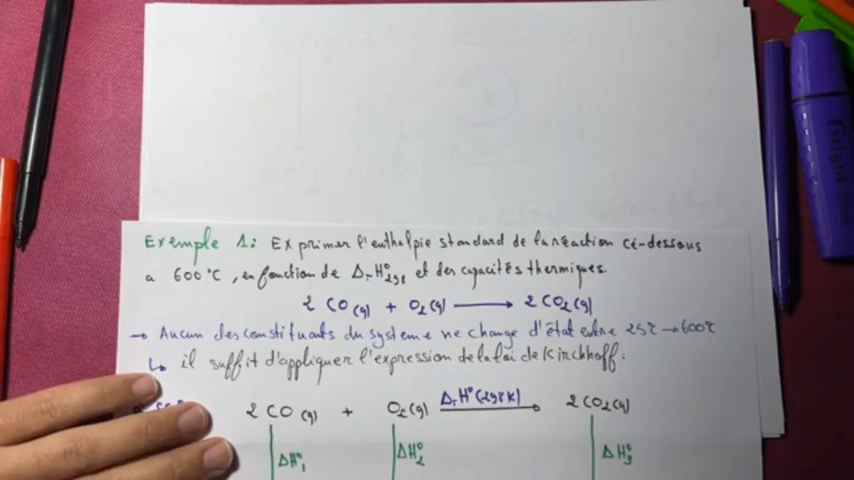 Exemple 1: Exprimer l'enthalpie standard de la réaction ci-dessous
a 600°C, en fonction de ΔrH°298 et des capacités thermiques.
2 CO(g) + O2(g) → 2 CO2(g)
→ Aucun des constituants du systeme ne change d'état entre 25°C → 600°C
↳ il suffit d'appliquer l'expression de la loi de Kirchhoff:
2 CO (g) + O2(g) ΔrH°(298K) → 2 CO2(g)
ΔH°1 ΔH°2 ΔH°3
Bright